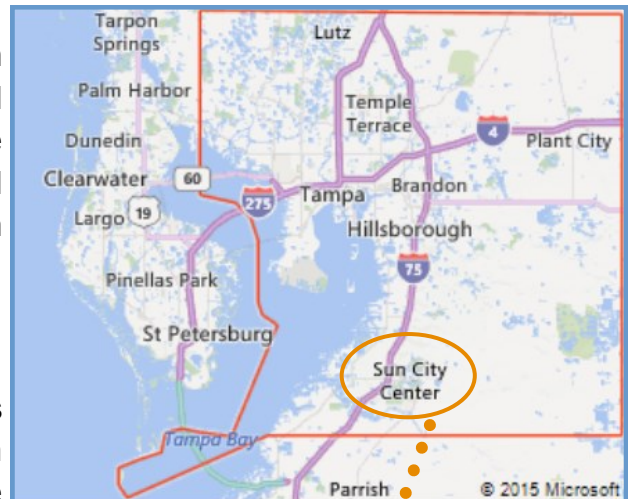 Tarpon
Springs
Lutz
Palm Harbor
Temple
Terrace
4
Plant City
Dunedin
Clearwater
60
275
Tampa
Brandon
Largo
19
Hillsborough
75
Pinellas Park
St Petersburg
Sun City
Center
Tampa Bay
Parrish
© 2015 Microsoft